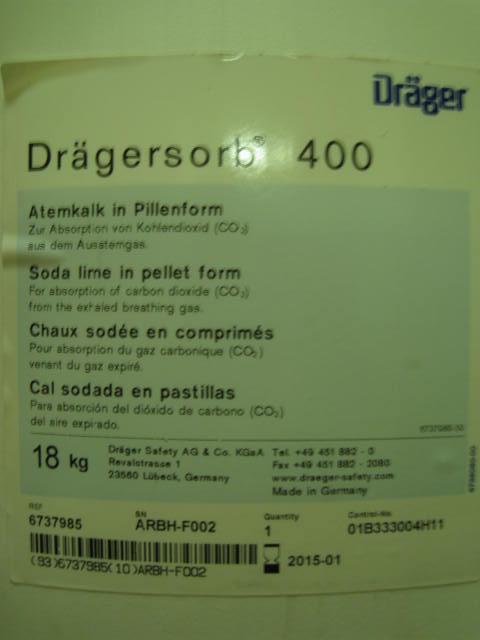 Dräger
Drägersorb® 400
Atemkalk in Pillenform
Zur Absorption von Kohlendioxid (CO₂)
aus dem Ausatemgas.
Soda lime in pellet form
For absorption of carbon dioxide (CO₂)
from the exhaled breathing gas.
Chaux sodée en comprimés
Pour absorption du gaz carbonique (CO₂)
venant du gaz expiré.
Cal sodada en pastillas
Para absorción del dióxido de carbono (CO₂)
del aire expirado.
18 kg
Dräger Safety AG & Co. KGaA
Revalstrasse 1
23560 Lübeck, Germany
Tel. +49 451 882 - 0
Fax +49 451 882 - 2080
www.draeger-safety.com
Made in Germany
REF
6737985
SN
ARBH-F002
Quantity
1
Control-No.
01B333004H11
(93)6737985(10)ARBH-F002
2015-01